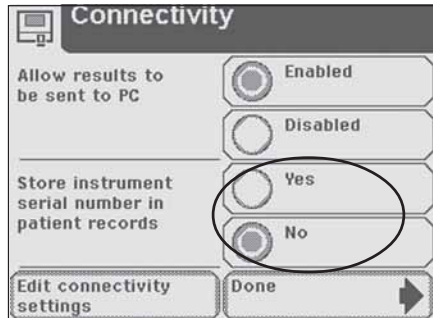 Connectivity
Allow results to
be sent to PC
Enabled
Disabled
Store instrument
serial number in
patient records
Yes
No
Edit connectivity
settings
Done